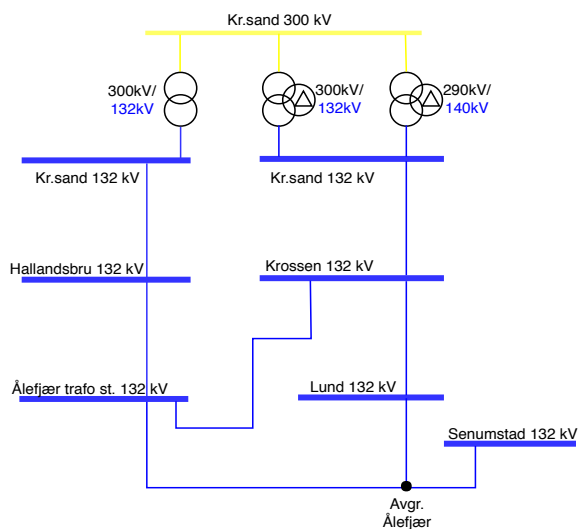 Kr.sand 300 kV
300kV/
132kV
300kV/
132kV
290kV/
140kV
Kr.sand 132 kV
Kr.sand 132 kV
Hallandsbru 132 kV
Krossen 132 kV
Ålefjær trafo st. 132 kV
Lund 132 kV
Senumstad 132 kV
Avgr.
Ålefjær